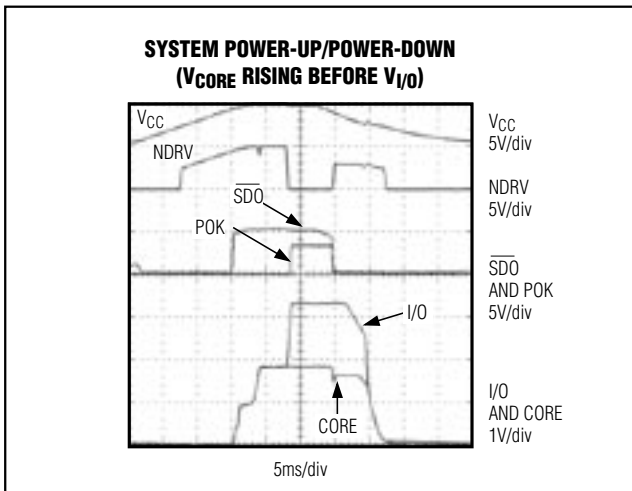 SYSTEM POWER-UP/POWER-DOWN
(VCORE RISING BEFORE VI/O)
VCC
NDRV
SDO
POK
I/O
CORE
VCC
5V/div
NDRV
5V/div
SDO
AND POK
5V/div
I/O
AND CORE
1V/div
5ms/div